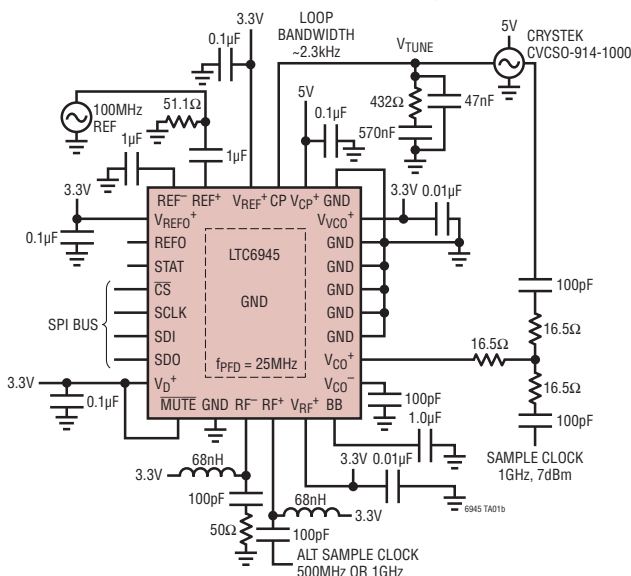 3.3V
LOOP
BANDWIDTH
~2.3kHz
0.1µF
5V
CRYSTEK
CVCSO-914-1000
VTUNE
100MHz
REF
51.1Ω
5V
432Ω
47nF
0.1µF
570nF
1µF
1µF
3.3V
REF– REF+ VREF+ CP VCP+ GND
3.3V 0.01µF
VREFO+
VVCO+
0.1µF
REFO
GND
LTC6945
STAT
GND
CS
GND
GND
100pF
SPI BUS
SCLK
GND
SDI
GND
16.5Ω
16.5Ω
SDO
fPFD = 25MHz
VCO+
3.3V
VD+
VCO–
16.5Ω
0.1µF
100pF
100pF
MUTE GND RF– RF+ VRF+ BB
1.0µF
SAMPLE CLOCK
1GHz, 7dBm
68nH
3.3V
3.3V 0.01µF
100pF
68nH
3.3V
6945 TA01b
50Ω
100pF
ALT SAMPLE CLOCK
500MHz OR 1GHz